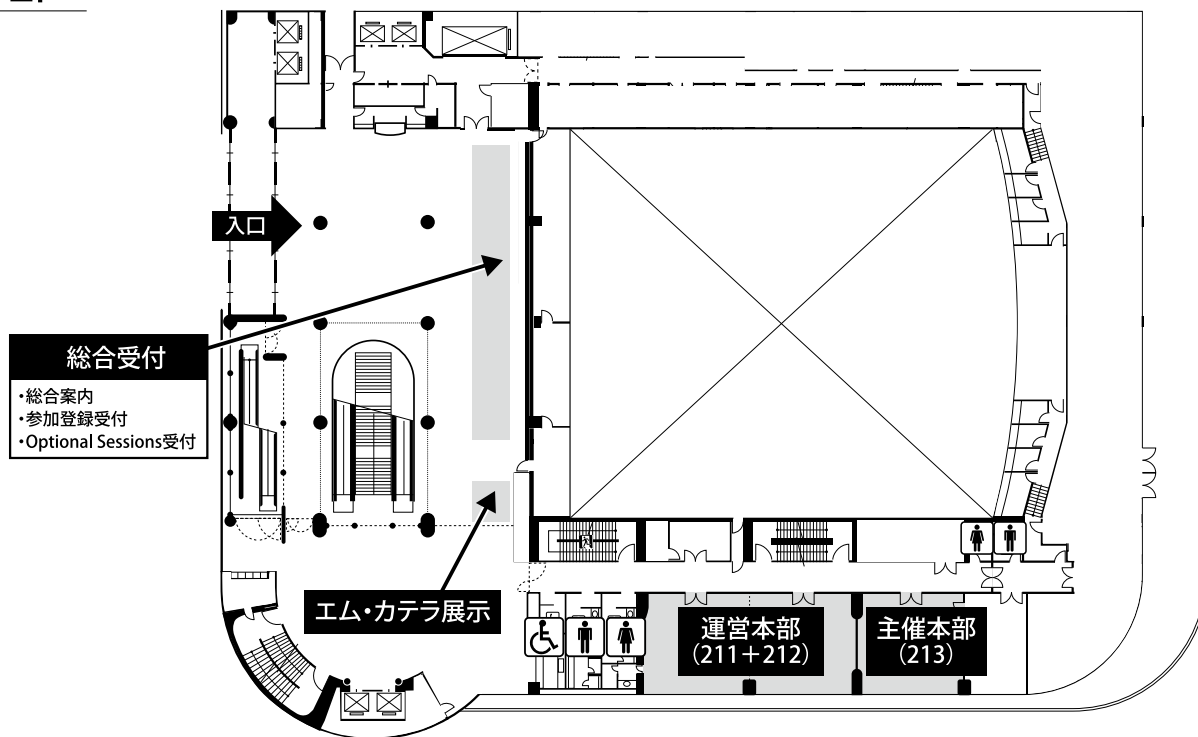 入口
総合受付
・総合案内
・参加登録受付
・Optional Sessions受付
エム・カテラ展示
運営本部
(211+212)
主催本部
(213)